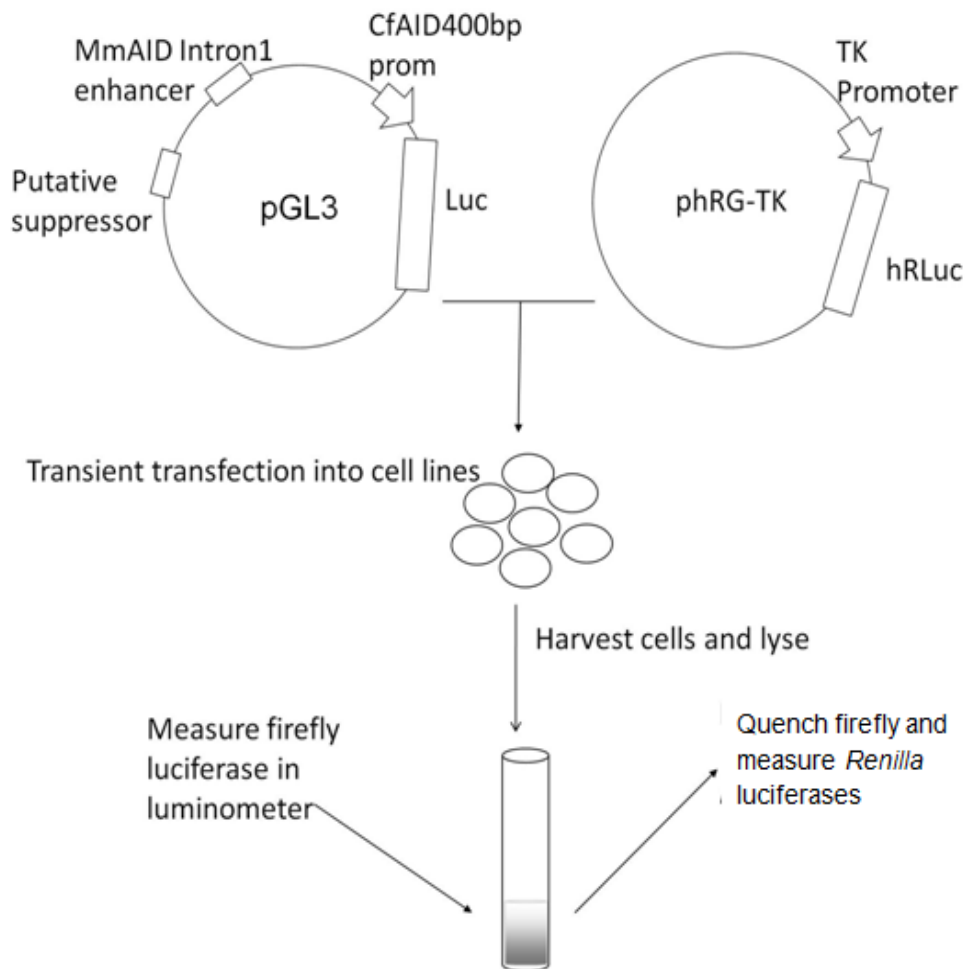 MmAID Intron1
enhancer
CfAID400bp
prom
Putative
suppressor
pGL3
Luc
TK
Promoter
phRG-TK
hRLuc
Transient transfection into cell lines
Harvest cells and lyse
Measure firefly
luciferase in
luminometer
Quench firefly and
measure Renilla
luciferases